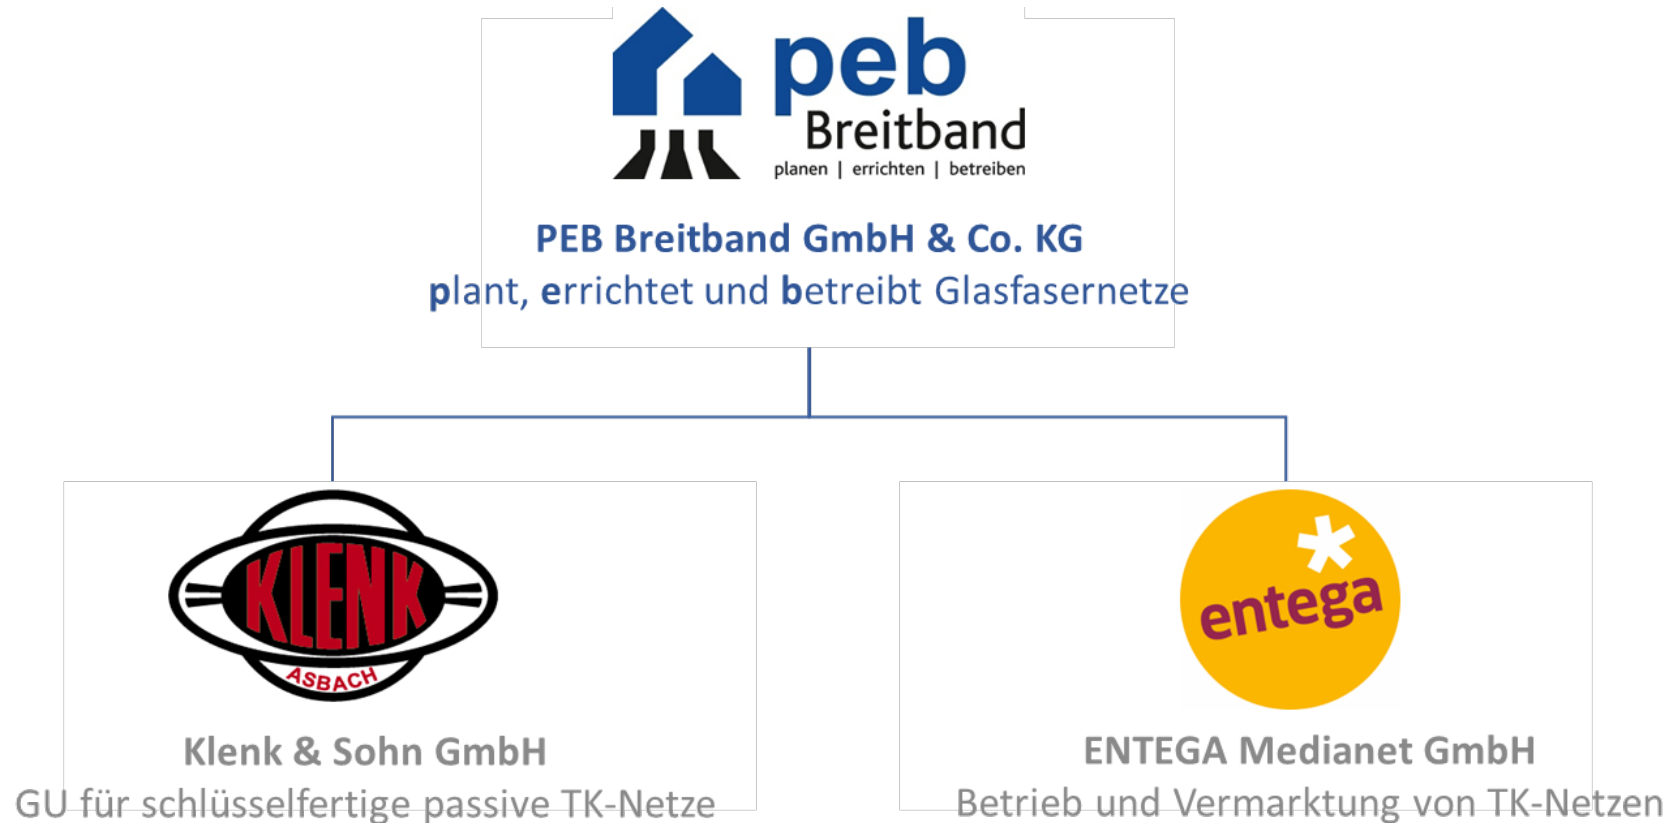 peb
Breitband
planen | errichten | betreiben
PEB Breitband GmbH & Co. KG
plant, errichtet und betreibt Glasfasernetze
KLENK
ASBACH
Klenk & Sohn GmbH
GU für schlüsselfertige passive TK-Netze
entega
ENTEGA Medianet GmbH
Betrieb und Vermarktung von TK-Netzen